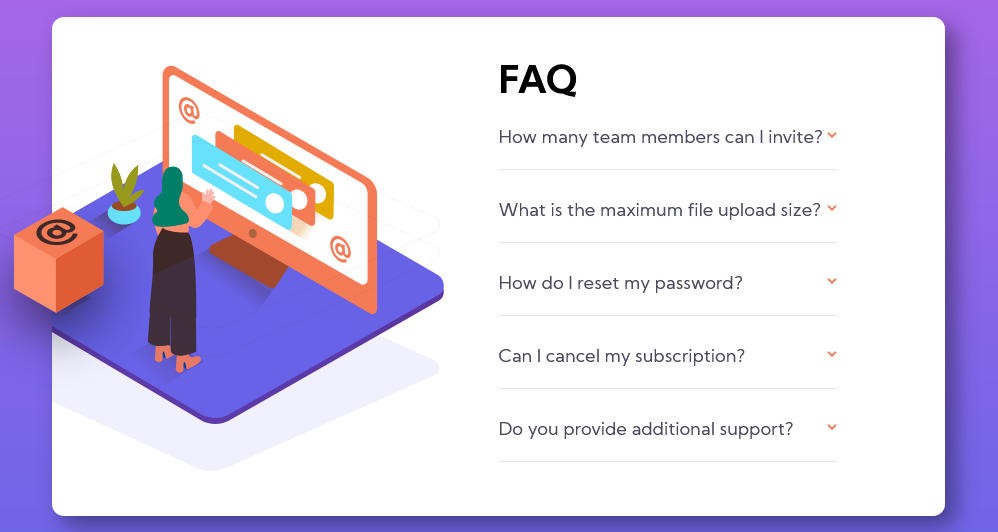 FAQ
How many team members can I invite?
What is the maximum file upload size?
How do I reset my password?
Can I cancel my subscription?
Do you provide additional support?
@
@
@